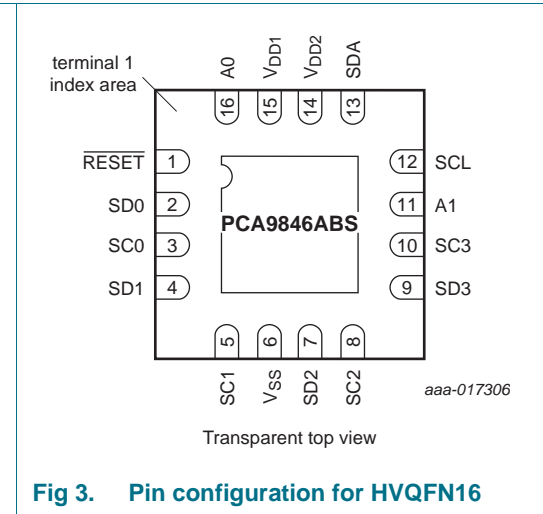 terminal 1
index area
A0
VDD1
VDD2
SDA
16
15
14
13
RESET 1
12 SCL
SD0 2
11 A1
PCA9846ABS
SC0 3
10 SC3
SD1 4
9 SD3
5
6
7
8
SC1
VSS
SD2
SC2
aaa-017306
Transparent top view
Fig 3. Pin configuration for HVQFN16